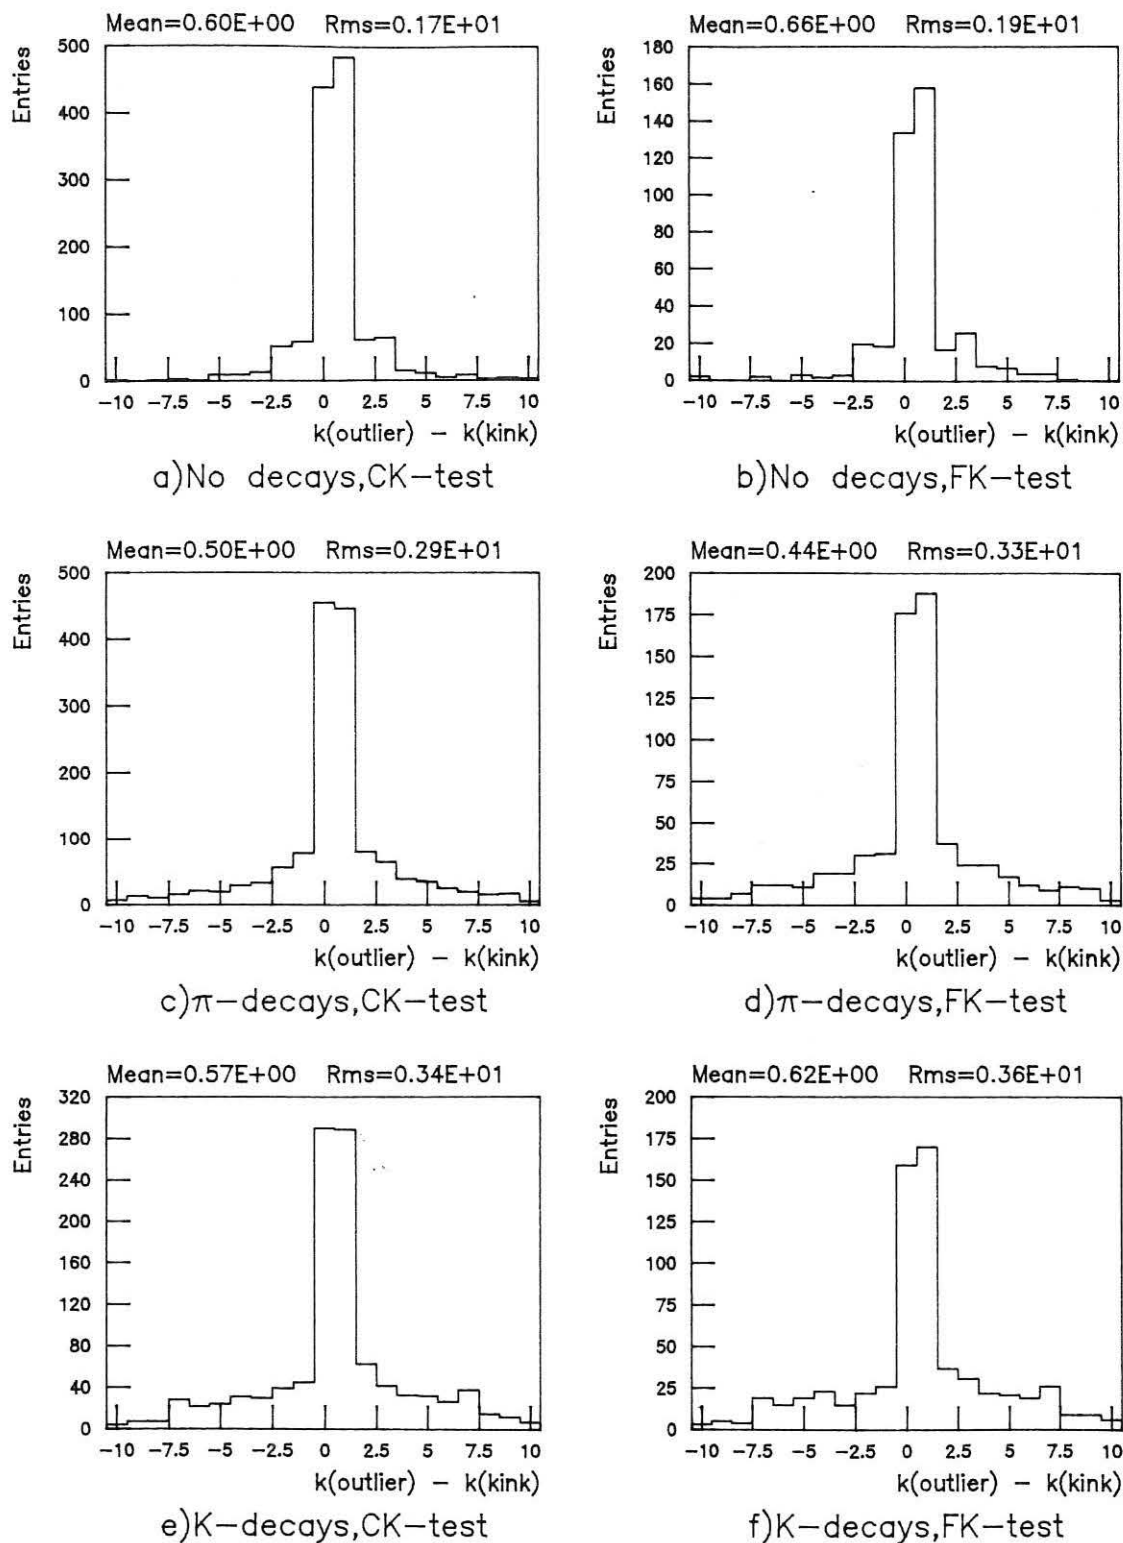 Mean=0.60E+00 Rms=0.17E+01
Entries
500
400
300
200
100
0
-10 -7.5 -5 -2.5 0 2.5 5 7.5 10
k(outlier) - k(kink)
a)No decays,CK-test
Mean=0.66E+00 Rms=0.19E+01
Entries
180
160
140
120
100
80
60
40
20
0
-10 -7.5 -5 -2.5 0 2.5 5 7.5 10
k(outlier) - k(kink)
b)No decays,FK-test
Mean=0.50E+00 Rms=0.29E+01
Entries
500
400
300
200
100
0
-10 -7.5 -5 -2.5 0 2.5 5 7.5 10
k(outlier) - k(kink)
c)π-decays,CK-test
Mean=0.44E+00 Rms=0.33E+01
Entries
200
175
150
125
100
75
50
25
0
-10 -7.5 -5 -2.5 0 2.5 5 7.5 10
k(outlier) - k(kink)
d)π-decays,FK-test
Mean=0.57E+00 Rms=0.34E+01
Entries
320
280
240
200
160
120
80
40
0
-10 -7.5 -5 -2.5 0 2.5 5 7.5 10
k(outlier) - k(kink)
e)K-decays,CK-test
Mean=0.62E+00 Rms=0.36E+01
Entries
200
175
150
125
100
75
50
25
0
-10 -7.5 -5 -2.5 0 2.5 5 7.5 10
k(outlier) - k(kink)
f)K-decays,FK-test